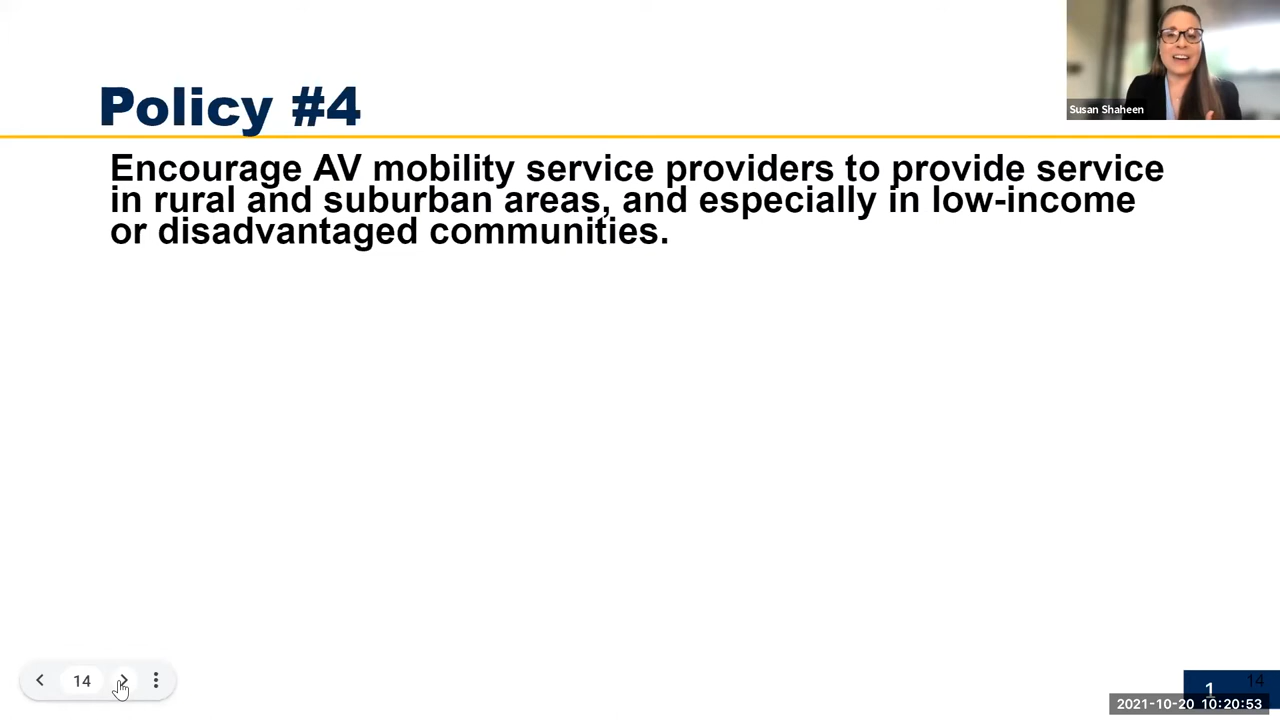 Susan Shaheen
Policy #4
Encourage AV mobility service providers to provide service
in rural and suburban areas, and especially in low-income
or disadvantaged communities.
14
1
14
2021-10-20 10:20:53